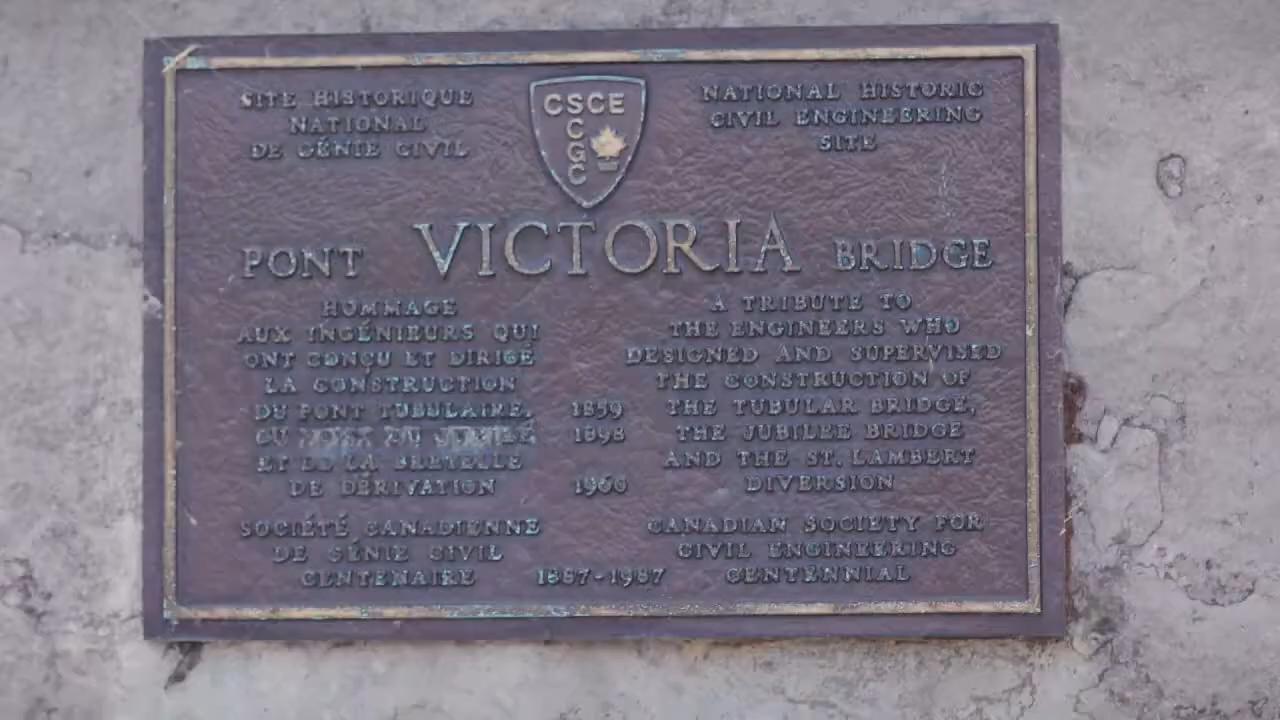 SITE HISTORIQUE
NATIONAL
DE GÉNIE CIVIL
CSCE
C
G
C
NATIONAL HISTORIC
CIVIL ENGINEERING
SITE
PONT VICTORIA BRIDGE
HOMMAGE
AUX INGÉNIEURS QUI
ONT CONÇU ET DIRIGÉ
LA CONSTRUCTION
DU PONT TUBULAIRE, 1859
1898
ET DE LA BRETELLE
DE DÉRIVATION 1960
A TRIBUTE TO
THE ENGINEERS WHO
DESIGNED AND SUPERVISED
THE CONSTRUCTION OF
THE TUBULAR BRIDGE,
THE JUBILEE BRIDGE
AND THE ST. LAMBERT
DIVERSION
SOCIÉTÉ CANADIENNE
DE GÉNIE CIVIL
CENTENAIRE
1887-1987
CANADIAN SOCIETY FOR
CIVIL ENGINEERING
CENTENNIAL